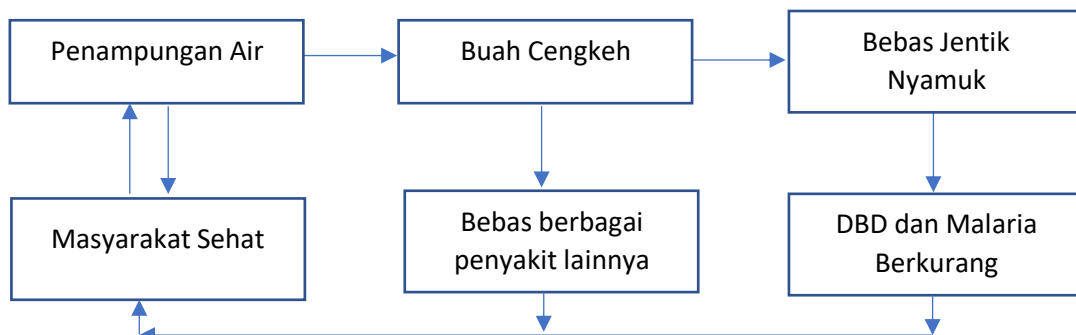 Penampungan Air
Buah Cengkeh
Bebas Jentik
Nyamuk
Masyarakat Sehat
Bebas berbagai
penyakit lainnya
DBD dan Malaria
Berkurang